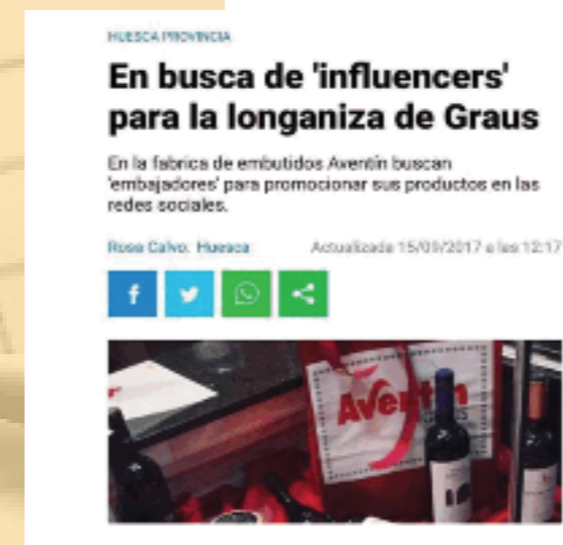 HUESCA PROVINCIA
En busca de 'influencers'
para la longaniza de Graus
En la fabrica de embutidos Aventín buscan
'embajadores' para promocionar sus productos en las
redes sociales.
Rosa Calvo. Huesca Actualizada 15/09/2017 a las 12:17
Aventín